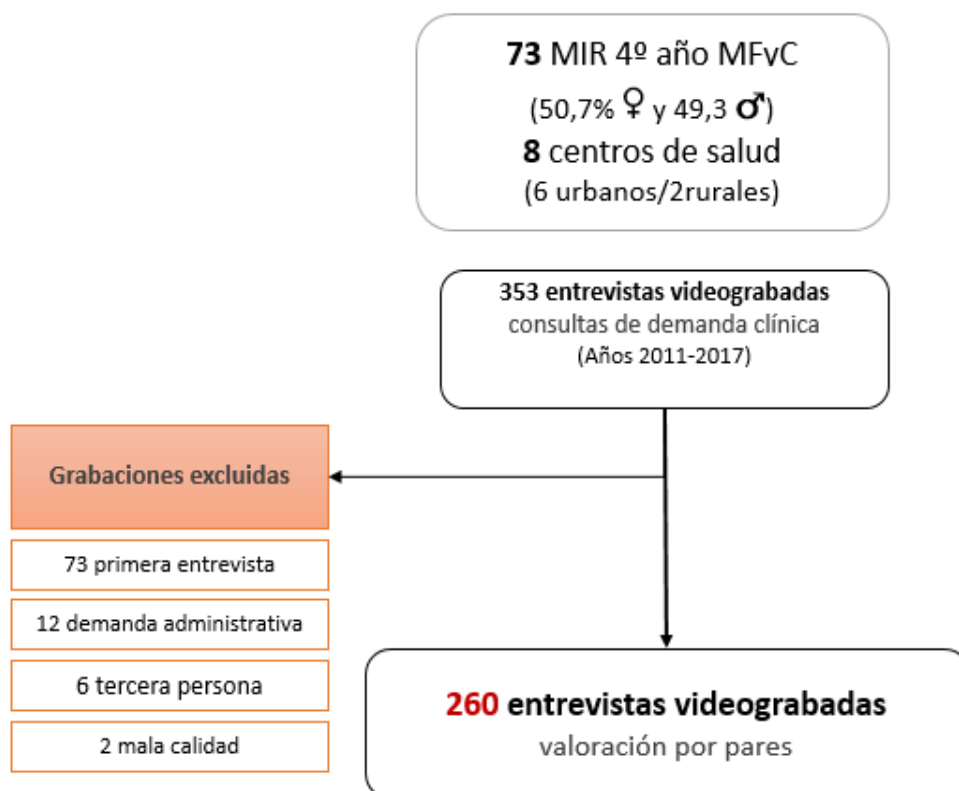 73 MIR 4º año MFyC
(50,7% ♀ y 49,3 ♂)
8 centros de salud
(6 urbanos/2rurales)
353 entrevistas videograbadas
consultas de demanda clínica
(Años 2011-2017)
Grabaciones excluidas
73 primera entrevista
12 demanda administrativa
6 tercera persona
2 mala calidad
260 entrevistas videograbadas
valoración por pares